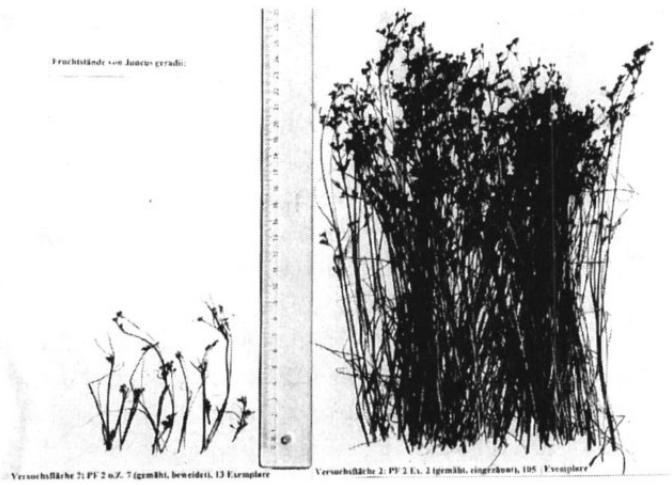 Fruchtstände von Juncus geradii:
Versuchsfläche 7: PF 2 o.Z. 7 (gemäht, beweidet), 13 Exemplare
Versuchsfläche 2: PF 2 Ex. 2 (gemäht, eingezäunt), 105 Exemplare